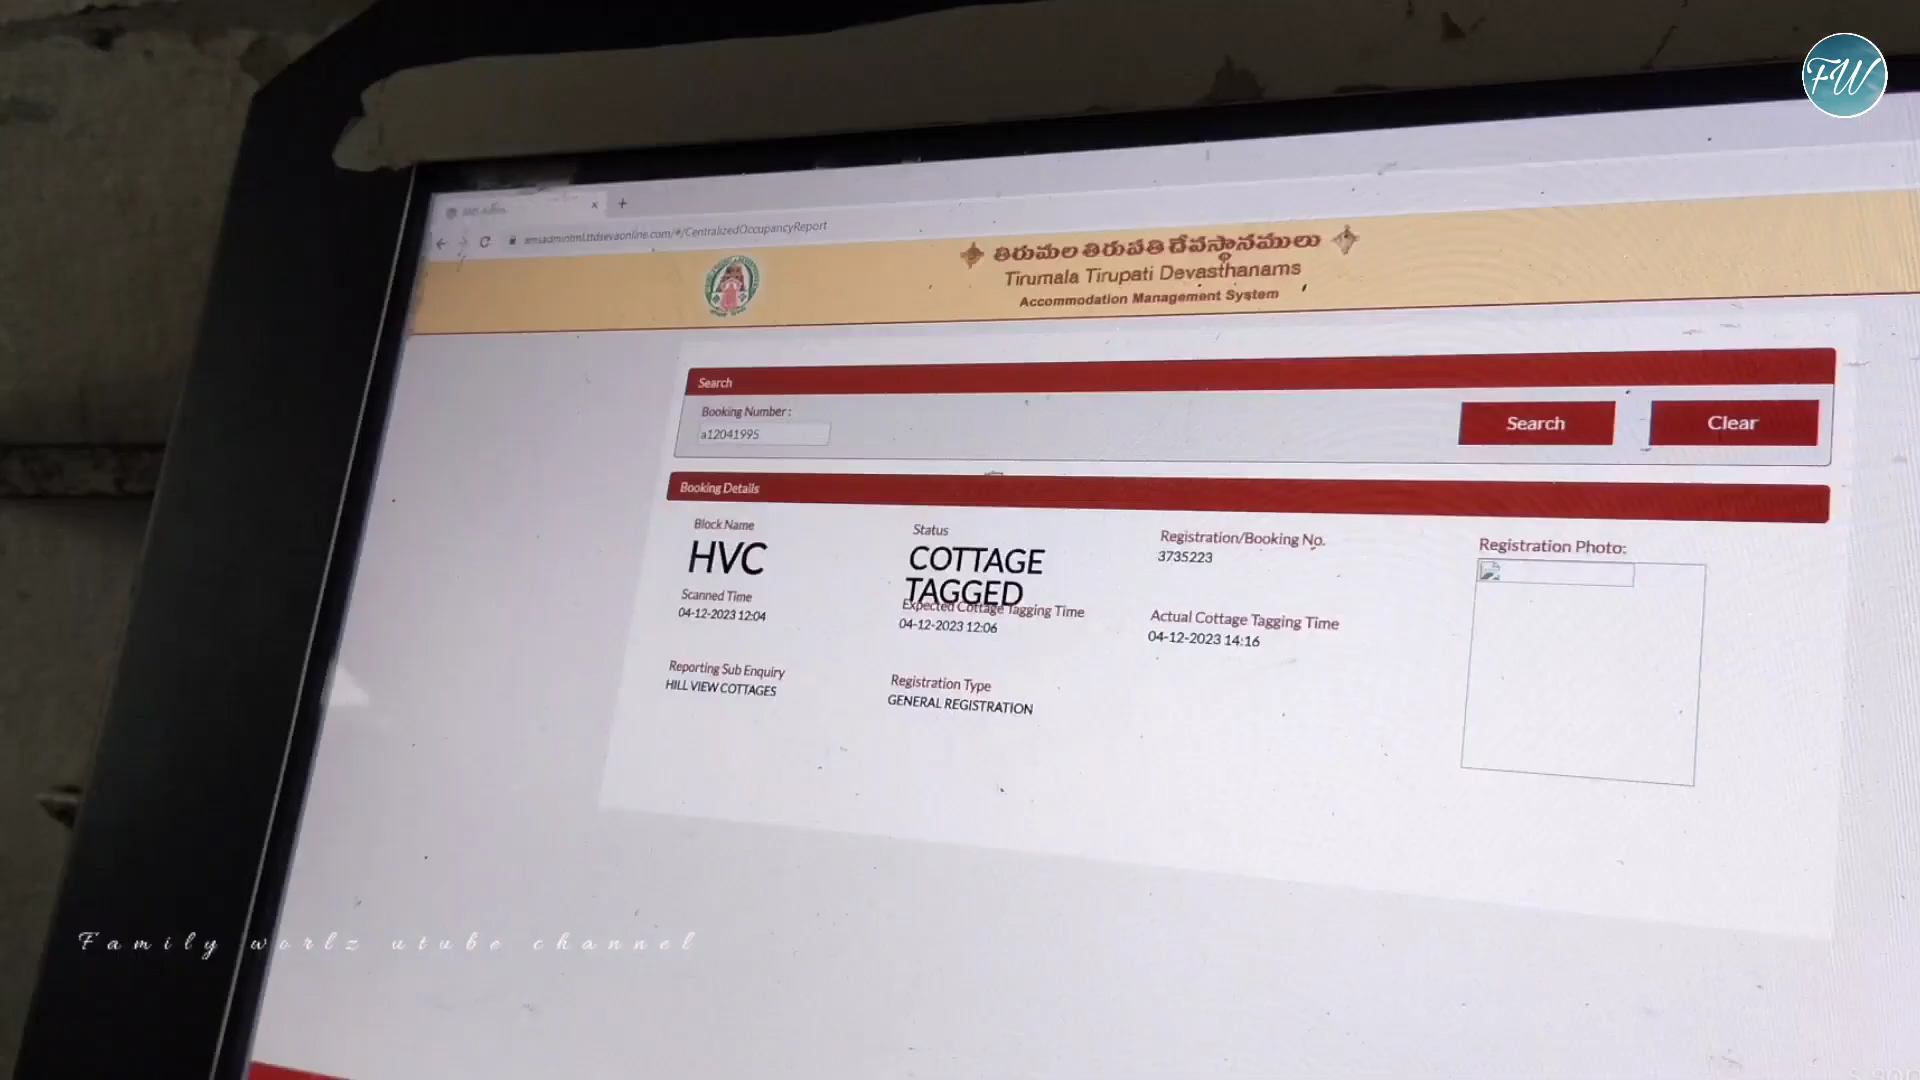 FW
CentralizedOccupancyReport
తిరుమల తిరుపతి దేవస్థానములు
Tirumala Tirupati Devasthanams
Accommodation Management System
Search
Booking Number :
a12041995
Search
Clear
Booking Details
Block Name
HVC
Status
COTTAGE
TAGGED
Registration/Booking No.
3735223
Registration Photo:
Scanned Time
04-12-2023 12:04
Expected Cottage Tagging Time
04-12-2023 12:06
Actual Cottage Tagging Time
04-12-2023 14:16
Reporting Sub Enquiry
HILL VIEW COTTAGES
Registration Type
GENERAL REGISTRATION
Family worlz utube channel